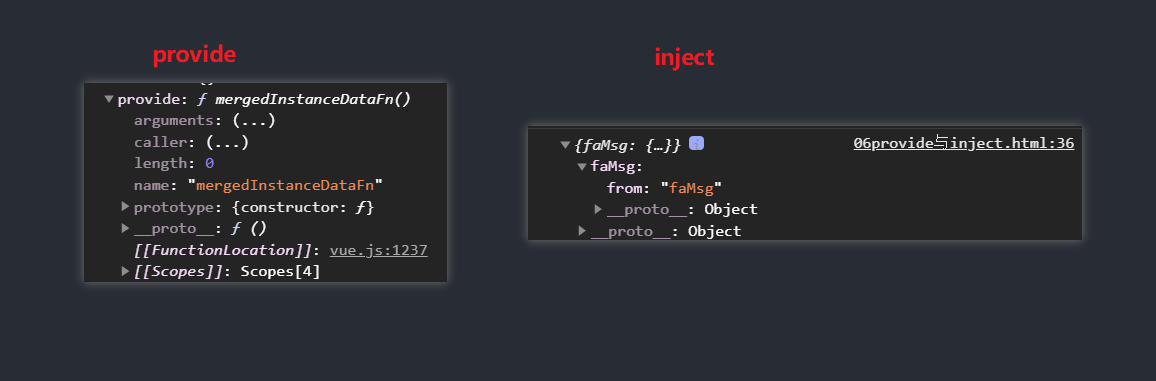 provide
inject
provide: ƒ mergedInstanceDataFn()
arguments: (...)
caller: (...)
length: 0
name: "mergedInstanceDataFn"
prototype: {constructor: ƒ}
__proto__: ƒ ()
[[FunctionLocation]]: vue.js:1237
[[Scopes]]: Scopes[4]
{faMsg: {…}} i 06provide与inject.html:36
faMsg:
from: "faMsg"
__proto__: Object
__proto__: Object